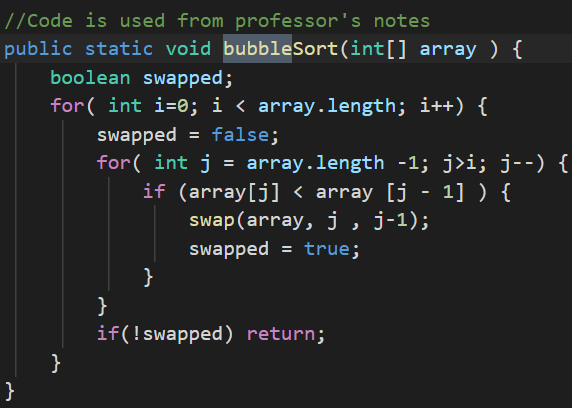 //Code is used from professor's notes
public static void bubbleSort(int[] array ) {
    boolean swapped;
    for( int i=0; i < array.length; i++) {
        swapped = false;
        for( int j = array.length -1; j>i; j--) {
            if (array[j] < array [j - 1] ) {
                swap(array, j , j-1);
                swapped = true;
            }
        }
        if(!swapped) return;
    }
}